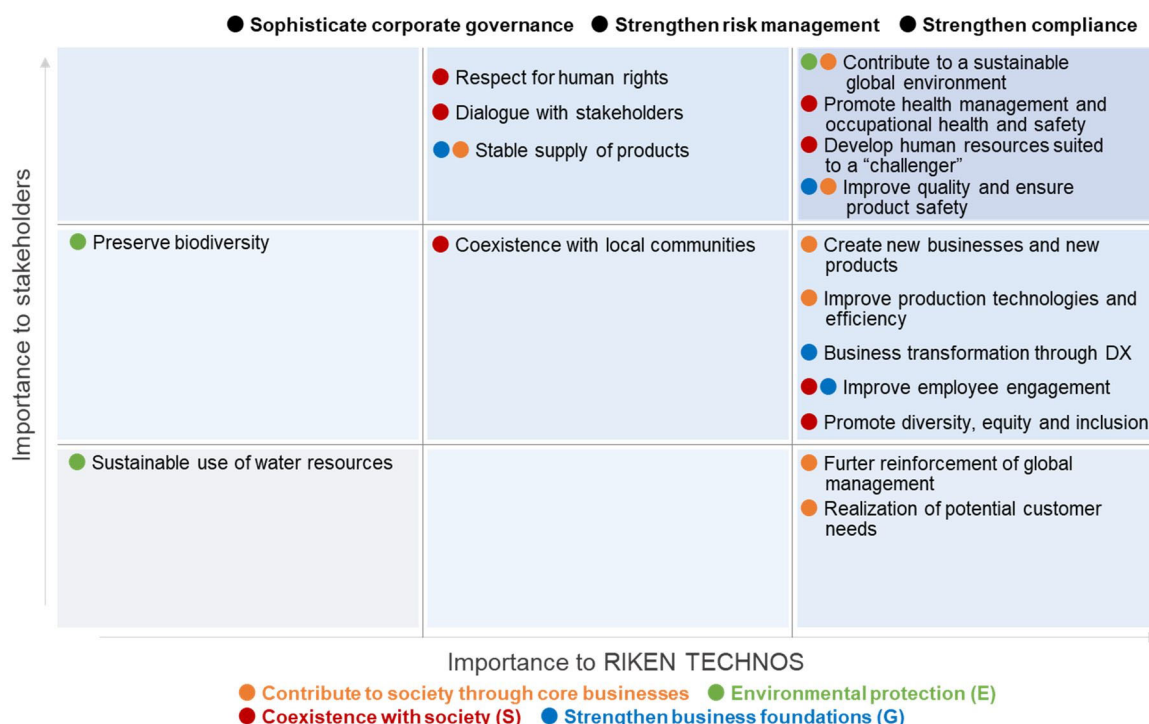 ● Sophisticate corporate governance ● Strengthen risk management ● Strengthen compliance
Importance to stakeholders
Respect for human rights
Dialogue with stakeholders
Stable supply of products
Contribute to a sustainable
global environment
Promote health management and
occupational health and safety
Develop human resources suited
to a “challenger”
Improve quality and ensure
product safety
Preserve biodiversity
Coexistence with local communities
Create new businesses and new
products
Improve production technologies and
efficiency
Business transformation through DX
Improve employee engagement
Promote diversity, equity and inclusion
Sustainable use of water resources
Furter reinforcement of global
management
Realization of potential customer
needs
Importance to RIKEN TECHNOS
● Contribute to society through core businesses ● Environmental protection (E)
● Coexistence with society (S) ● Strengthen business foundations (G)